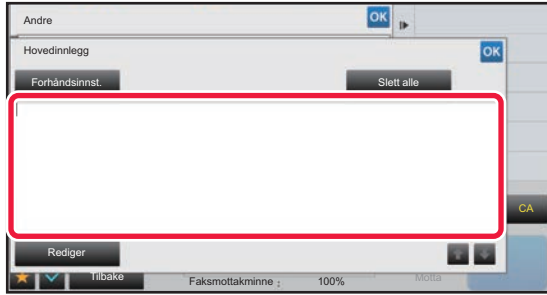 Andre OK
Hovedinnlegg OK
Forhåndsinnst. Slett alle
CA
Rediger
Tilbake Faksmottakminne : 100% Motta